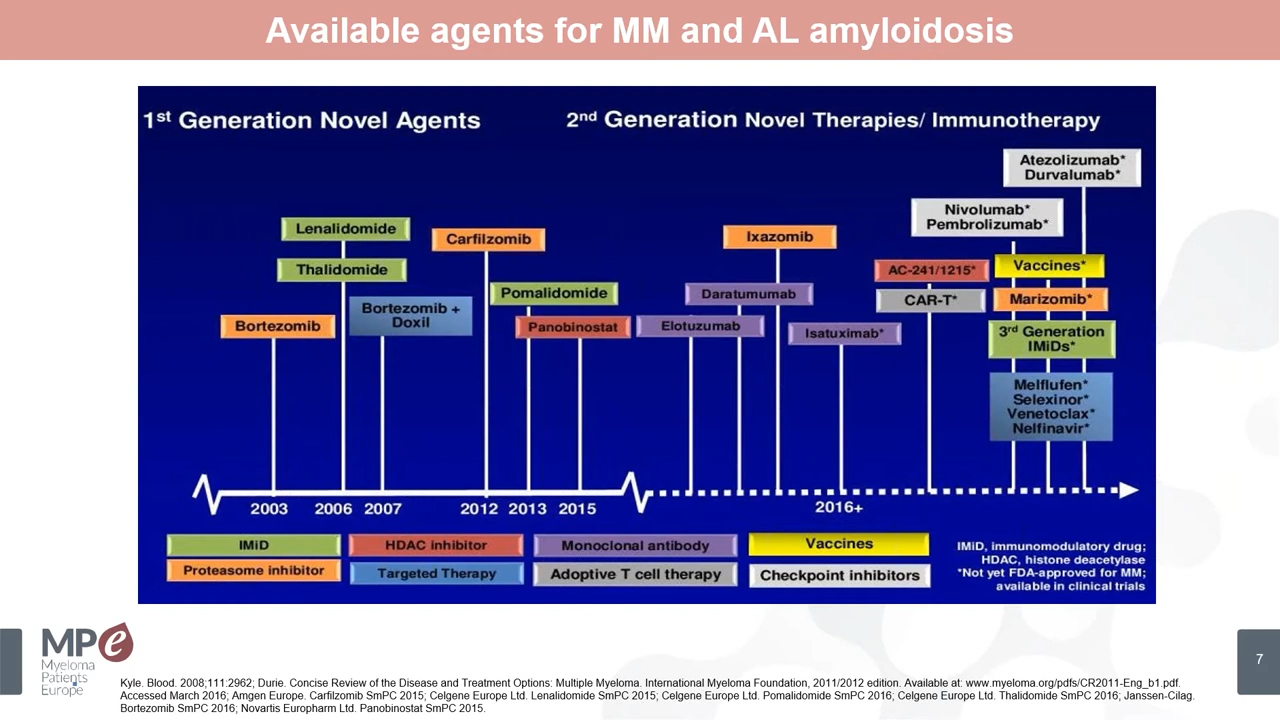 Available agents for MM and AL amyloidosis
1st Generation Novel Agents
2nd Generation Novel Therapies/ Immunotherapy
Atezolizumab*
Durvalumab*
Nivolumab*
Pembrolizumab*
Lenalidomide
Carfilzomib
Ixazomib
Thalidomide
AC-241/1215*
Vaccines*
Pomalidomide
Daratumumab
CAR-T*
Marizomib*
Bortezomib +
Doxil
Bortezomib
Panobinostat
Elotuzumab
Isatuximab*
3rd Generation
IMiDs*
Melflufen*
Selexinor*
Venetoclax*
Nelfinavir*
2003
2006
2007
2012
2013
2015
2016+
IMiD
HDAC inhibitor
Monoclonal antibody
Vaccines
Proteasome inhibitor
Targeted Therapy
Adoptive T cell therapy
Checkpoint inhibitors
IMiD, immunomodulatory drug;
HDAC, histone deacetylase
*Not yet FDA-approved for MM;
available in clinical trials
MPe
Myeloma
Patients
Europe
7
Kyle. Blood. 2008;111:2962; Durie. Concise Review of the Disease and Treatment Options: Multiple Myeloma. International Myeloma Foundation, 2011/2012 edition. Available at: www.myeloma.org/pdfs/CR2011-Eng_b1.pdf.
Accessed March 2016; Amgen Europe. Carfilzomib SmPC 2015; Celgene Europe Ltd. Lenalidomide SmPC 2015; Celgene Europe Ltd. Pomalidomide SmPC 2016; Celgene Europe Ltd. Thalidomide SmPC 2016; Janssen-Cilag.
Bortezomib SmPC 2016; Novartis Europharm Ltd. Panobinostat SmPC 2015.